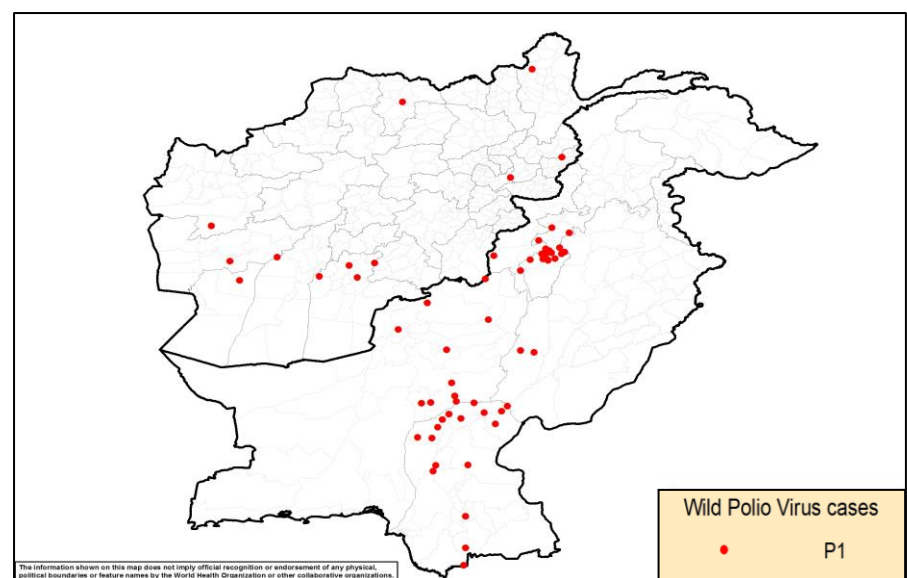 Wild Polio Virus cases
P1
The information shown on this map does not imply official recognition or endorsement of any physical,
political boundaries or feature names by the World Health Organization or other collaborative organizations.